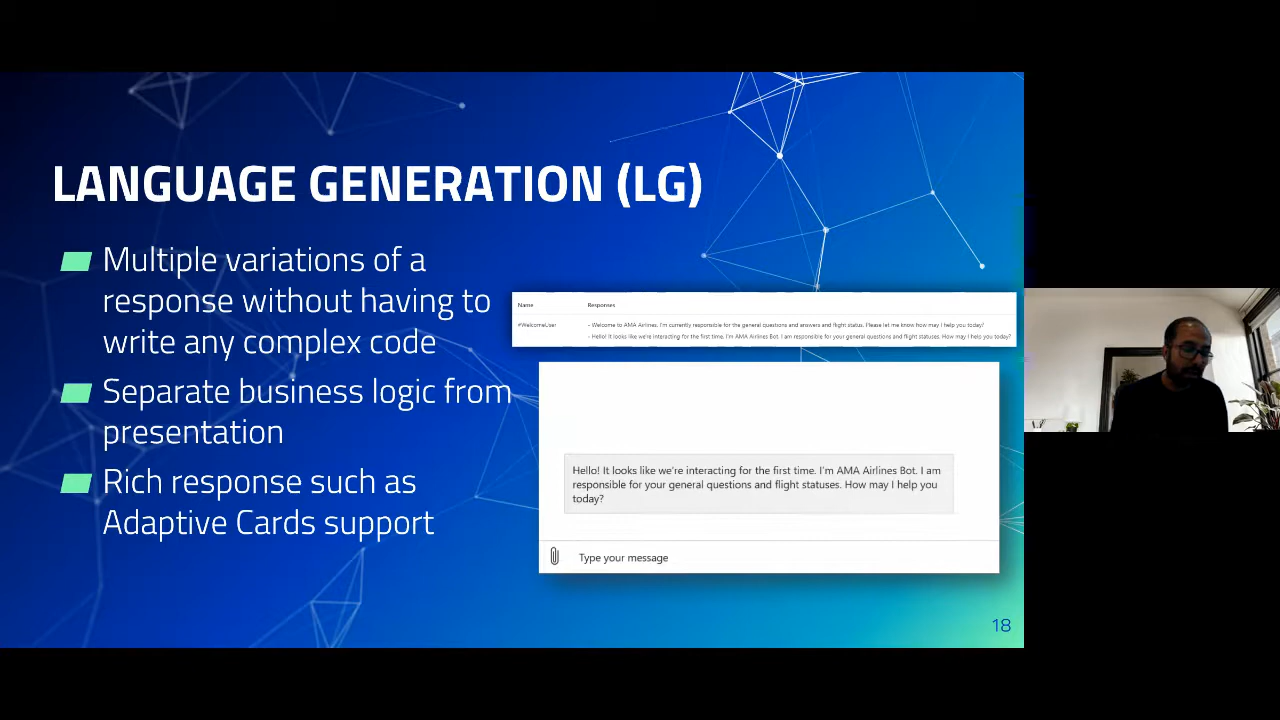 LANGUAGE GENERATION (LG)
Multiple variations of a
response without having to
write any complex code
Separate business logic from
presentation
Rich response such as
Adaptive Cards support
Name Responses
#WelcomeUser - Welcome to AMA Airlines. I'm currently responsible for the general questions and answers and flight status. Please let me know how may i help you today?
- Hello! It looks like we're interacting for the first time. I'm AMA Airlines Bot. I am responsible for your general questions and flight statuses. How may I help you today?
Hello! It looks like we're interacting for the first time. I'm AMA Airlines Bot. I am
responsible for your general questions and flight statuses. How may I help you
today?
Type your message
18